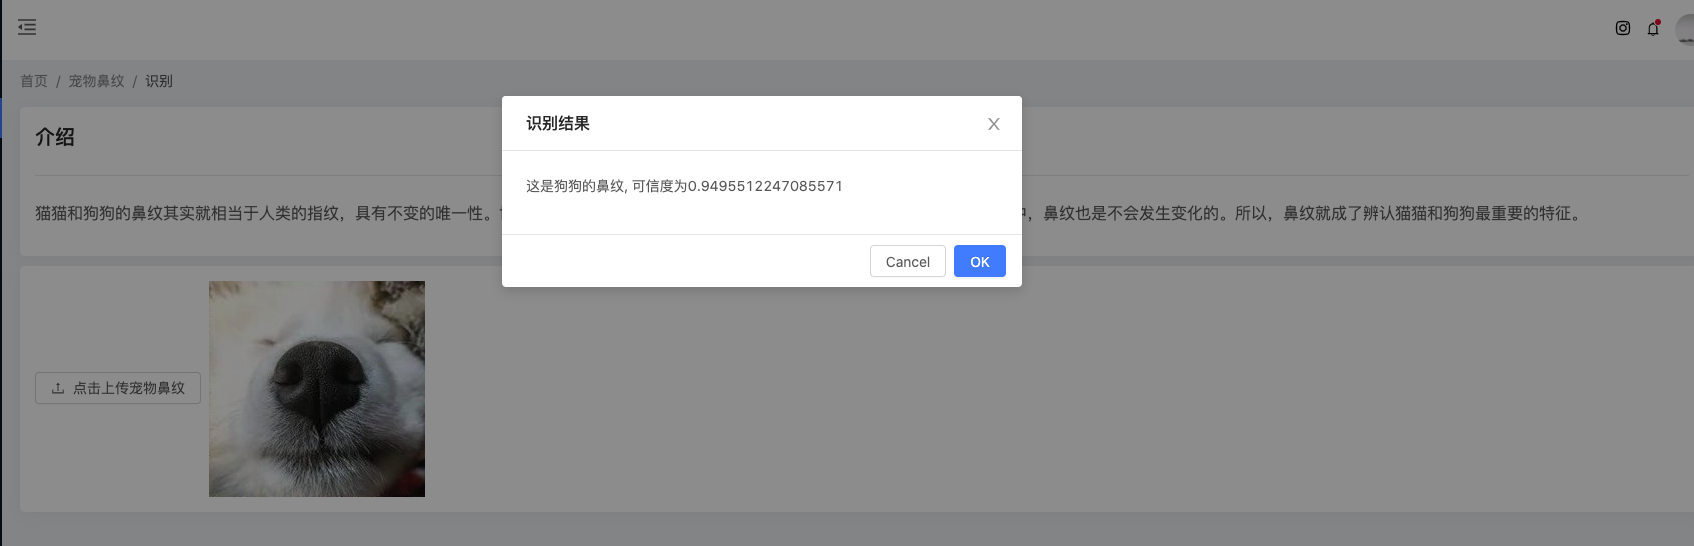 首页 / 宠物鼻纹 / 识别
介绍
识别结果
这是狗狗的鼻纹, 可信度为0.9495512247085571
猫猫和狗狗的鼻纹其实就相当于人类的指纹，具有不变的唯一性。
，鼻纹也是不会发生变化的。所以，鼻纹就成了辨认猫猫和狗狗最重要的特征。
Cancel OK
点击上传宠物鼻纹